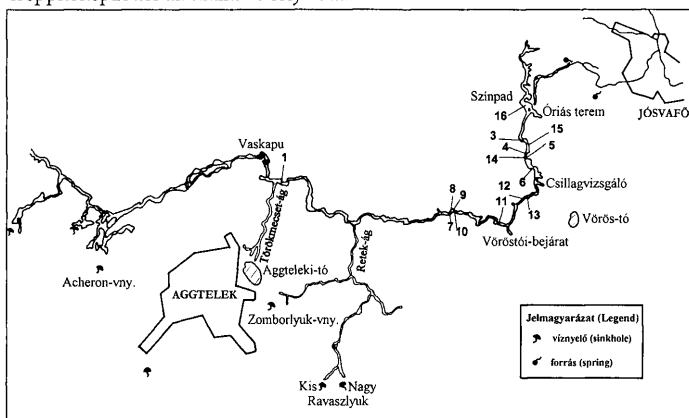 Szinpad
Óriás terem
JÓSVAFŐ
16
3
15
4
5
14
Vaskapu
1
6
Csillagvizsgáló
12
8
9
11
13
Vörös-tó
7
10
Vöröstói-bejárat
Törökmecset-ág
Retek-ág
Aggteleki-tó
Acheron-vny.
AGGTELEK
Zomborlyuk-vny.
Jelmagyarázat (Legend)
víznyelő (sinkhole)
forrás (spring)
Kis
Nagy
Ravaszlyuk